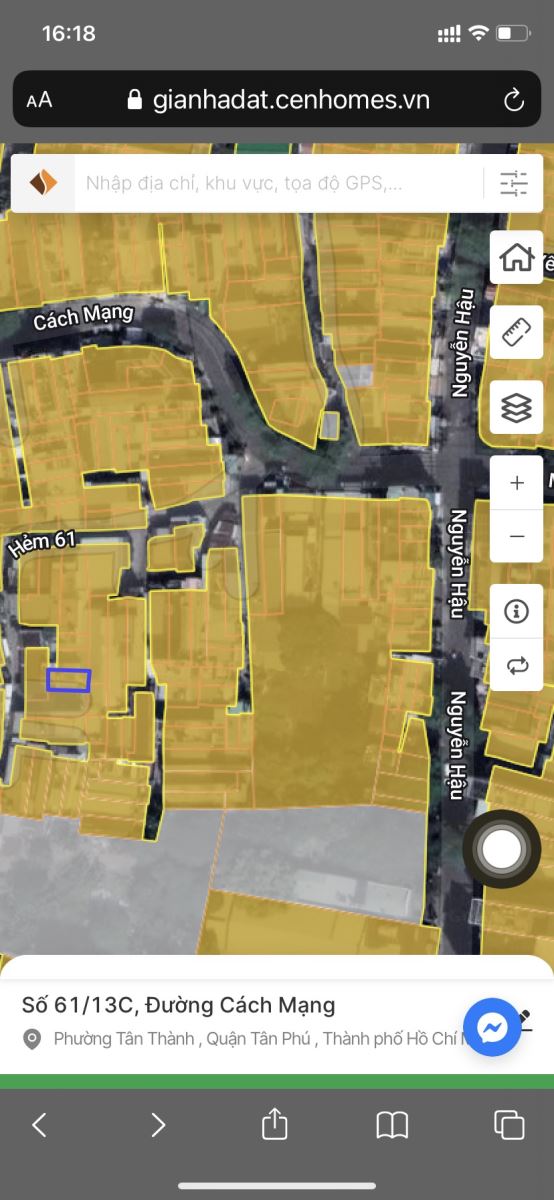 16:18
AA gianhadat.cenhomes.vn
Nhập địa chỉ, khu vực, tọa độ GPS,...
Cách Mạng
Nguyễn Hậu
Hẻm 61
Nguyễn Hậu
Nguyễn Hậu
Số 61/13C, Đường Cách Mạng
Phường Tân Thành , Quận Tân Phú , Thành phố Hồ Chí